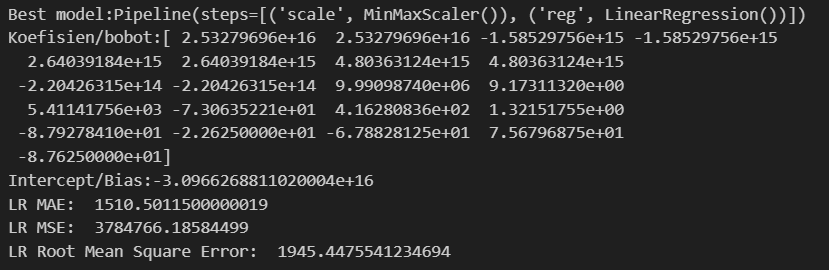 Best model:Pipeline(steps=[('scale', MinMaxScaler()), ('reg', LinearRegression())])
Koefisien/bobot:[ 2.53279696e+16  2.53279696e+16 -1.58529756e+15 -1.58529756e+15
  2.64039184e+15  2.64039184e+15  4.80363124e+15  4.80363124e+15
 -2.20426315e+14 -2.20426315e+14  9.99098740e+06  9.17311320e+00
  5.41141756e+03 -7.30635221e+01  4.16280836e+02  1.32151755e+00
 -8.79278410e+01 -2.26250000e+01 -6.78828125e+01  7.56796875e+01
 -8.76250000e+01]
Intercept/Bias:-3.0966268811020004e+16
LR MAE:  1510.5011500000019
LR MSE:  3784766.18584499
LR Root Mean Square Error:  1945.4475541234694